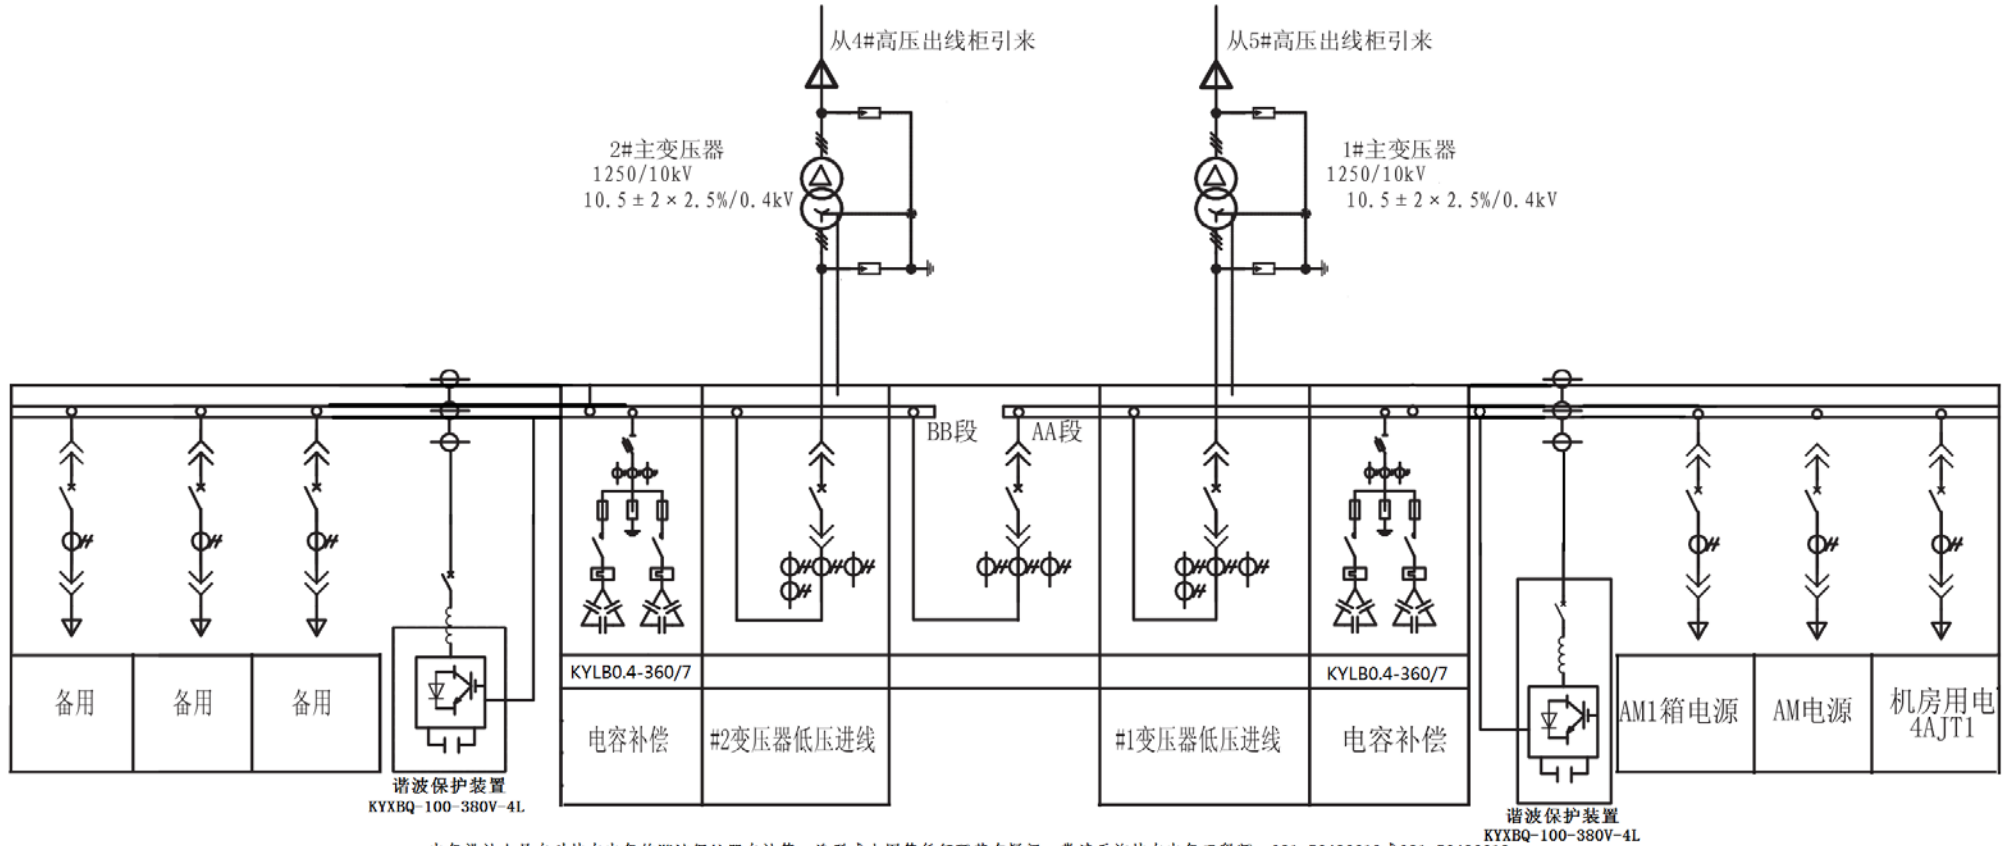 从4#高压出线柜引来
从5#高压出线柜引来
2#主变压器
1250/10kV
10.5±2×2.5%/0.4kV
1#主变压器
1250/10kV
10.5±2×2.5%/0.4kV
BB段
AA段
KYLB0.4-360/7
KYLB0.4-360/7
备用
备用
备用
电容补偿
#2变压器低压进线
#1变压器低压进线
电容补偿
AM1箱电源
AM电源
机房用电
4AJT1
谐波保护装置
KYXBQ-100-380V-4L
谐波保护装置
KYXBQ-100-380V-4L